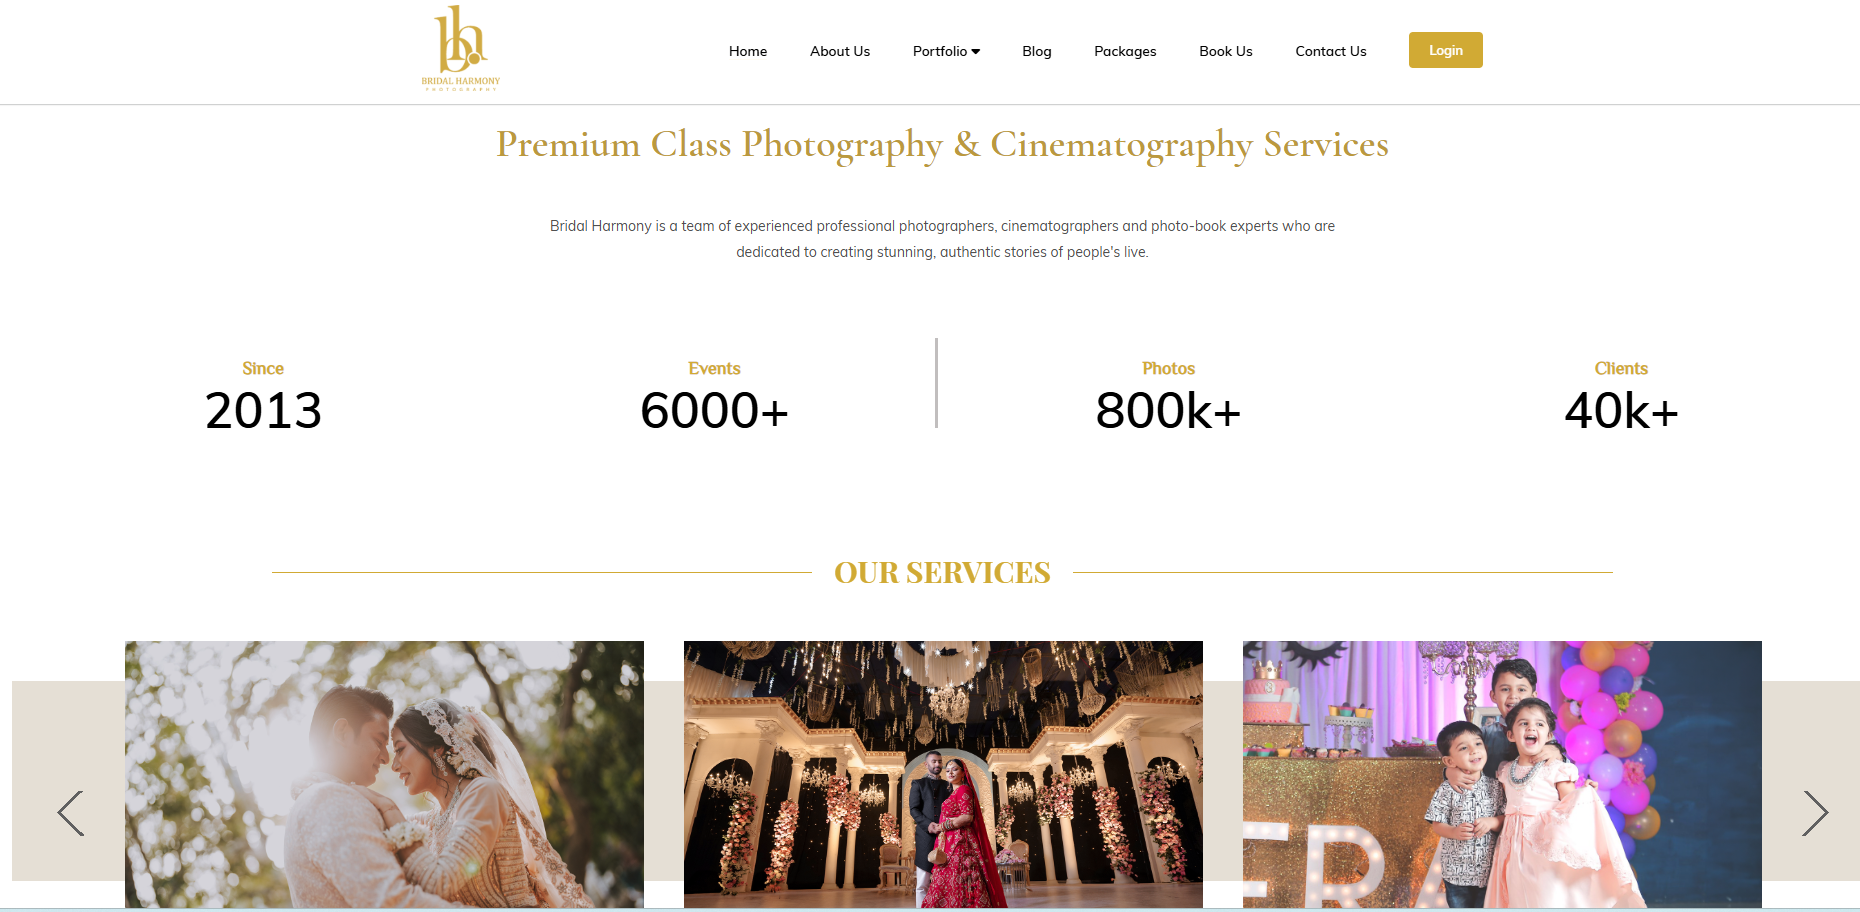 bh.
BRIDAL HARMONY
PHOTOGRAPHY
Home About Us Portfolio Blog Packages Book Us Contact Us Login
Premium Class Photography & Cinematography Services
Bridal Harmony is a team of experienced professional photographers, cinematographers and photo-book experts who are
dedicated to creating stunning, authentic stories of people's live.
Since Events Photos Clients
2013 6000+ 800k+ 40k+
OUR SERVICES
ERA